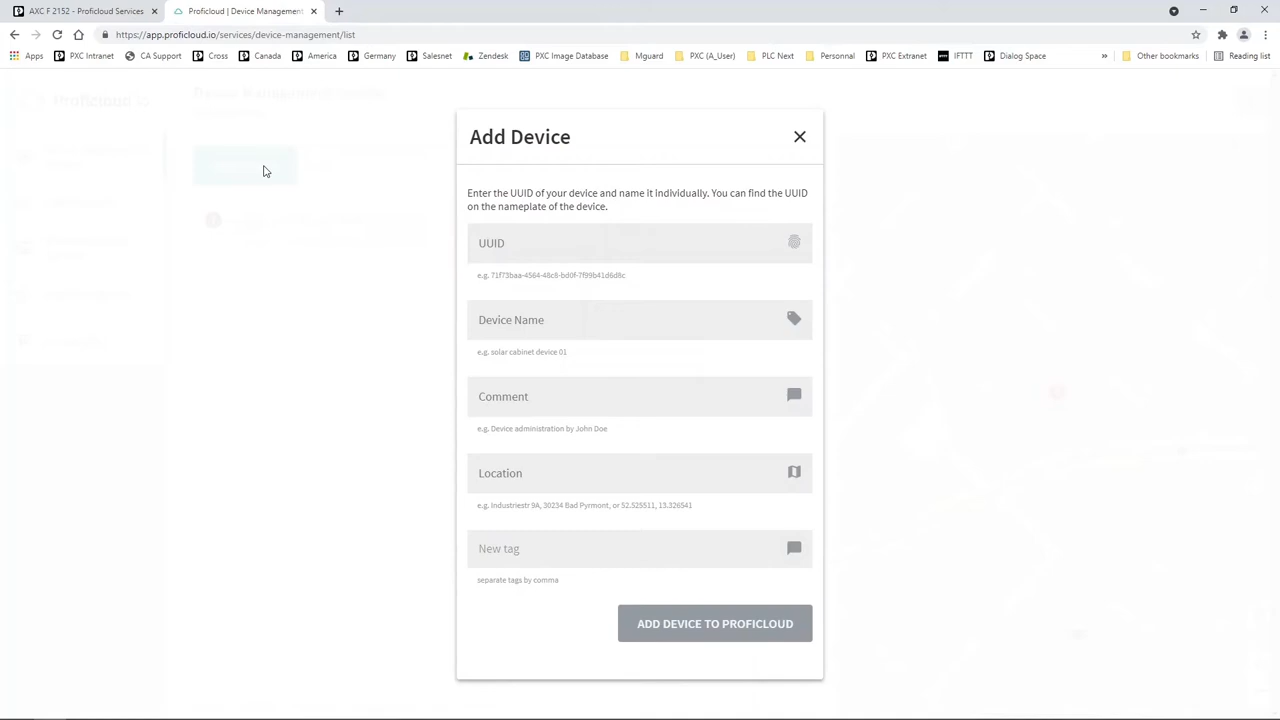 AXC F 2152 - Proficloud Services
Proficloud | Device Management
https://app.proficloud.io/services/device-management/list
Apps PXC Intranet CA Support Cross Canada America Germany Salesnet Zendesk PXC Image Database Mguard PXC (A_User) PLC Next Personnal PXC Extranet IFTTT Dialog Space » Other bookmarks Reading list
Proficloud
Add Device
Enter the UUID of your device and name it Individually. You can find the UUID
on the nameplate of the device.
UUID
e.g. 71f73baa-4564-48c8-bd0f-7f99b41d6d8c
Device Name
e.g. solar cabinet device 01
Comment
e.g. Device administration by John Doe
Location
e.g. Industriestr 9A, 30234 Bad Pyrmont, or 52.525511, 13.326541
New tag
separate tags by comma
ADD DEVICE TO PROFICLOUD